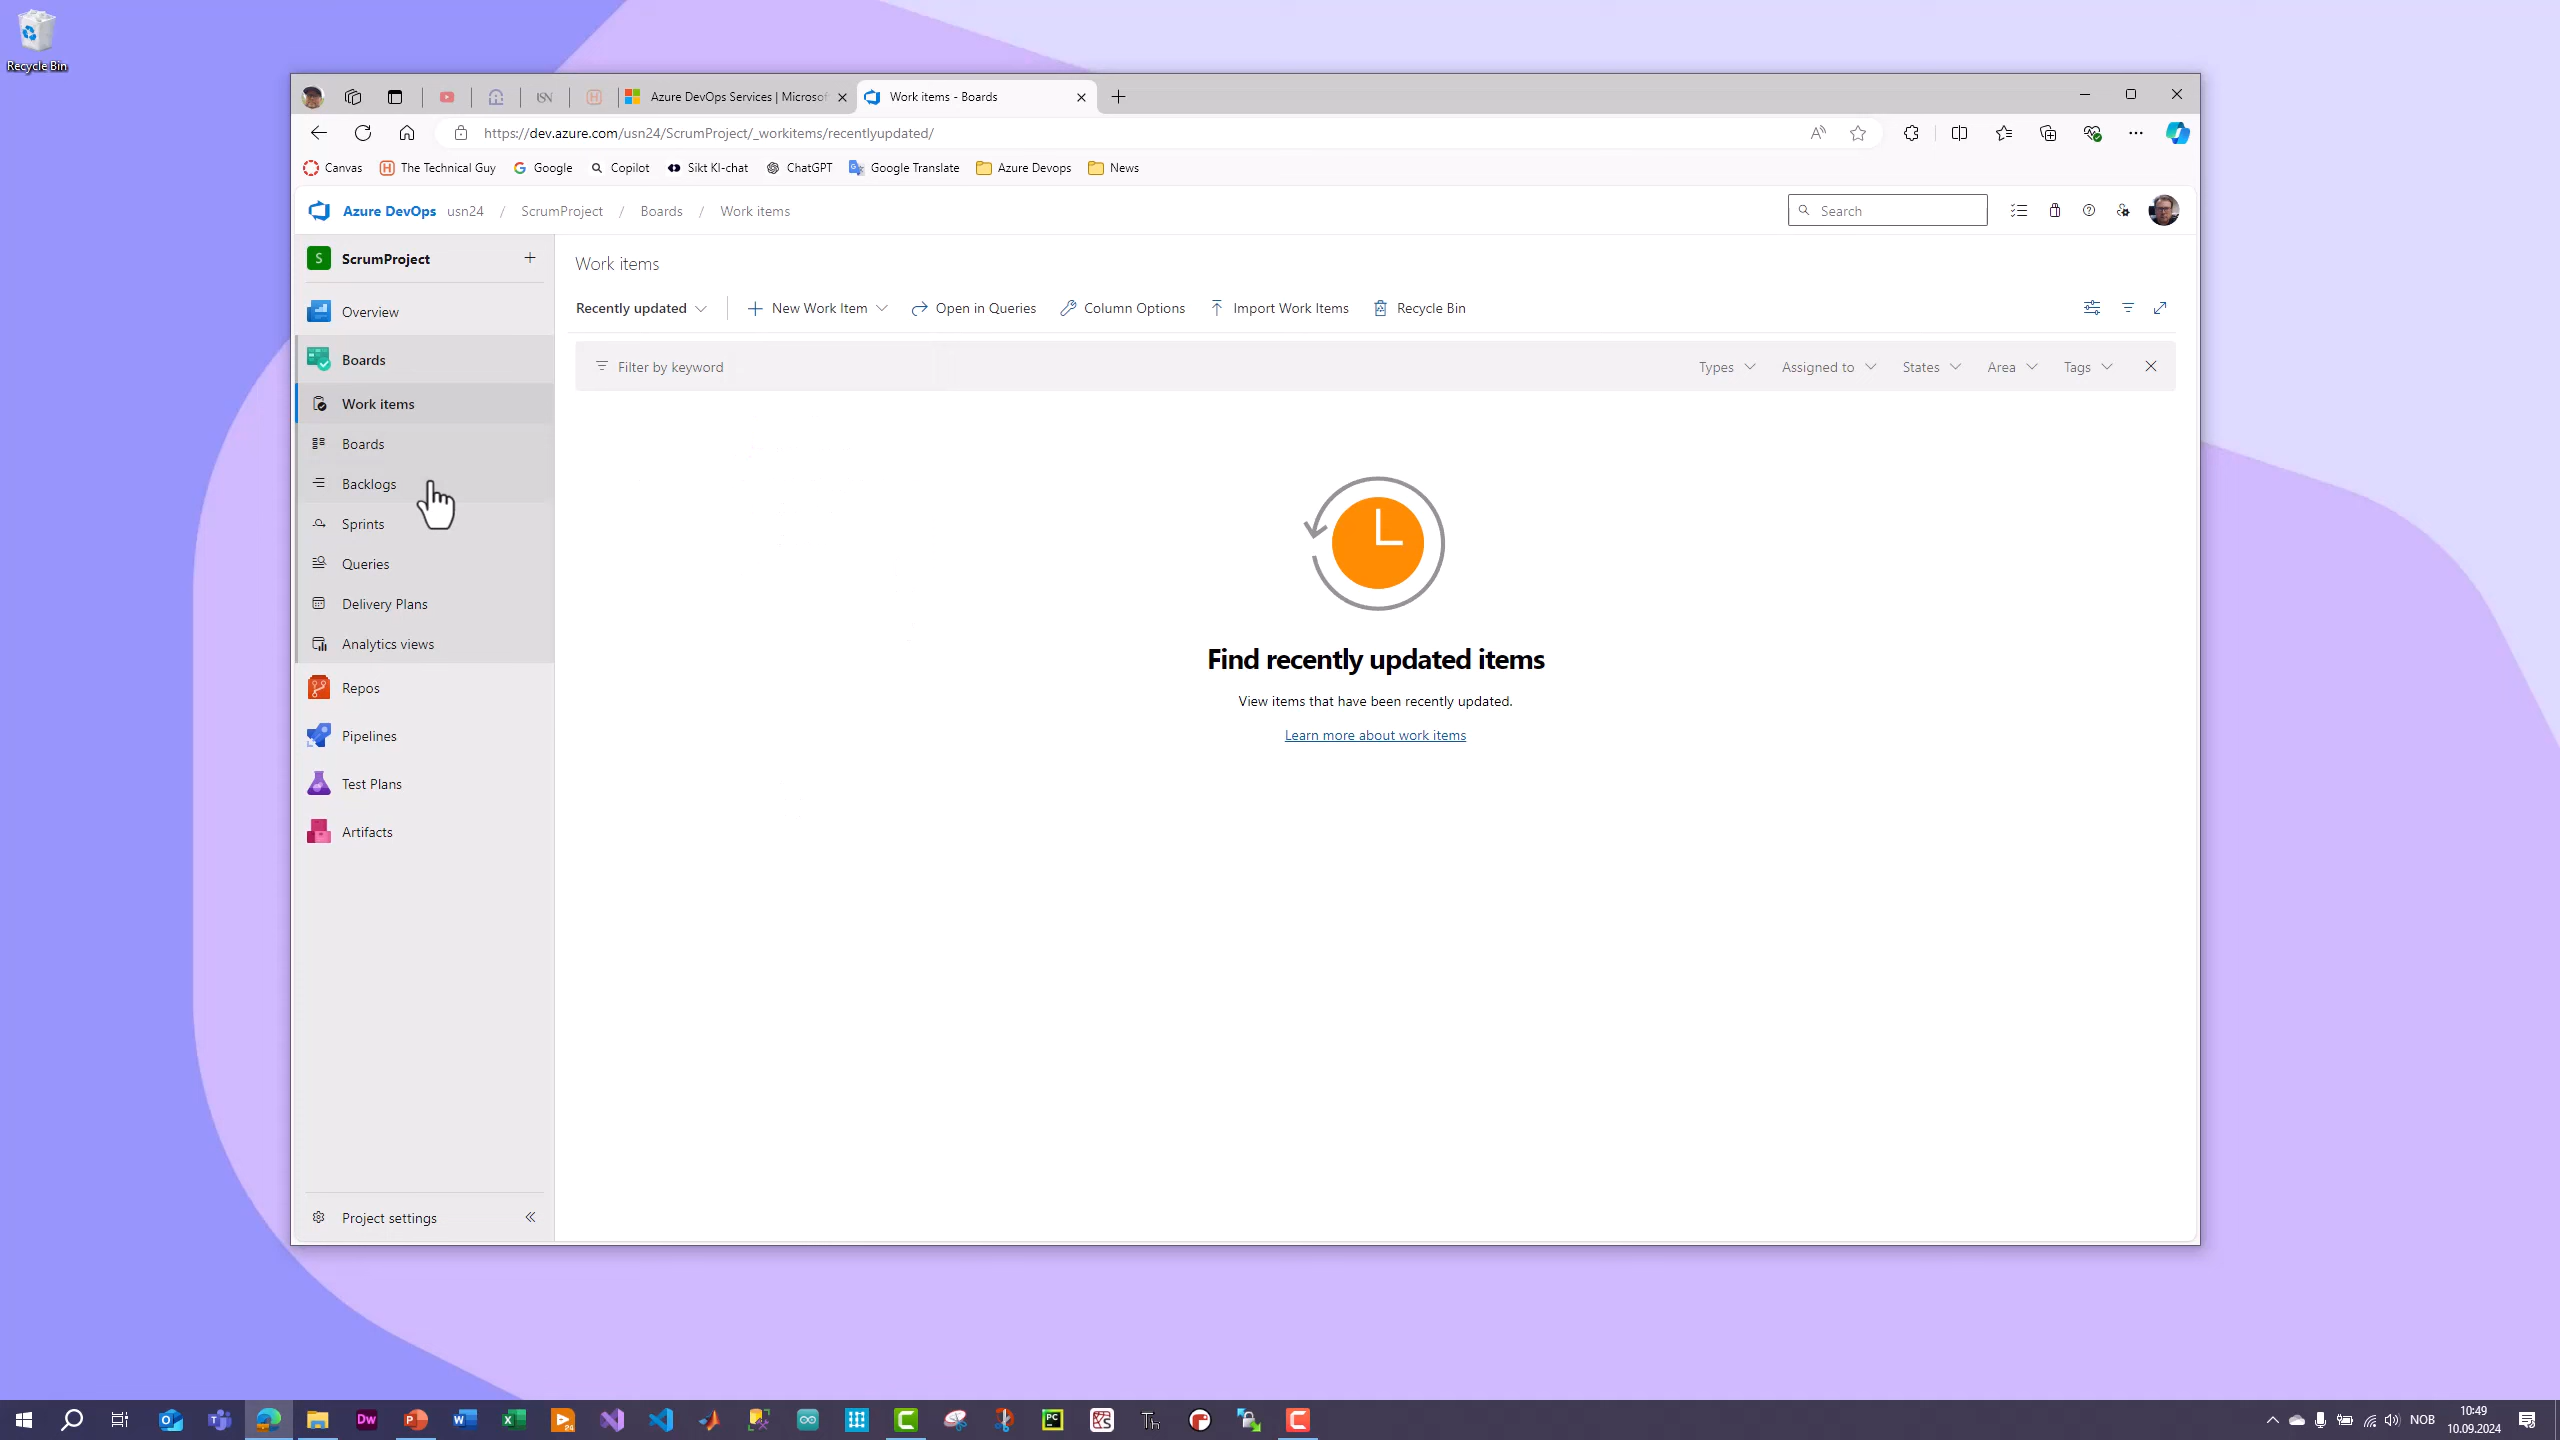 Recycle Bin
USN
Azure DevOps Services | Microsof
Work items - Boards
https://dev.azure.com/usn24/ScrumProject/_workitems/recentlyupdated/
Canvas
The Technical Guy
Google
Copilot
Sikt KI-chat
ChatGPT
Google Translate
Azure Devops
News
Azure DevOps usn24 / ScrumProject / Boards / Work items
Search
S ScrumProject
Work items
Overview
Recently updated
New Work Item
Open in Queries
Column Options
Import Work Items
Recycle Bin
Boards
Filter by keyword
Types
Assigned to
States
Area
Tags
Work items
Boards
Backlogs
Sprints
Queries
Delivery Plans
Analytics views
Find recently updated items
View items that have been recently updated.
Learn more about work items
Repos
Pipelines
Test Plans
Artifacts
Project settings
Dw
PC
Th
NOB
10:49
10.09.2024